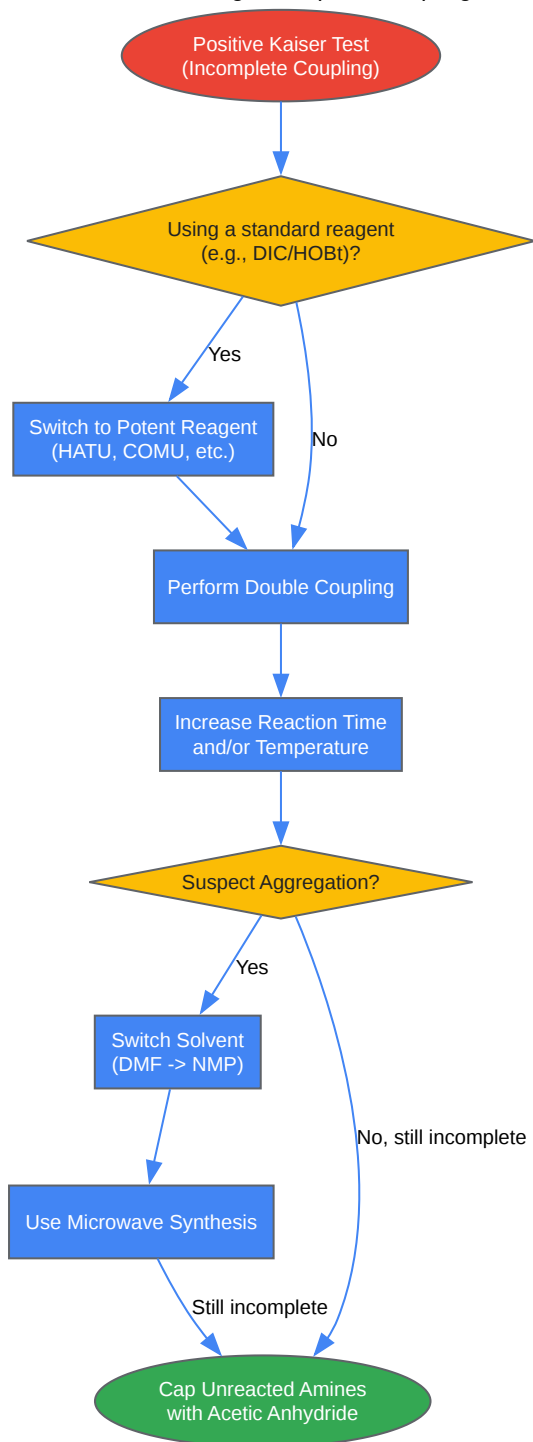 Positive Kaiser Test
(Incomplete Coupling)
Using a standard reagent
(e.g., DIC/HOBt)?
Yes
No
Switch to Potent Reagent
(HATU, COMU, etc.)
Perform Double Coupling
Increase Reaction Time
and/or Temperature
Suspect Aggregation?
Yes
Switch Solvent
(DMF -> NMP)
No, still incomplete
Use Microwave Synthesis
Still incomplete
Cap Unreacted Amines
with Acetic Anhydride